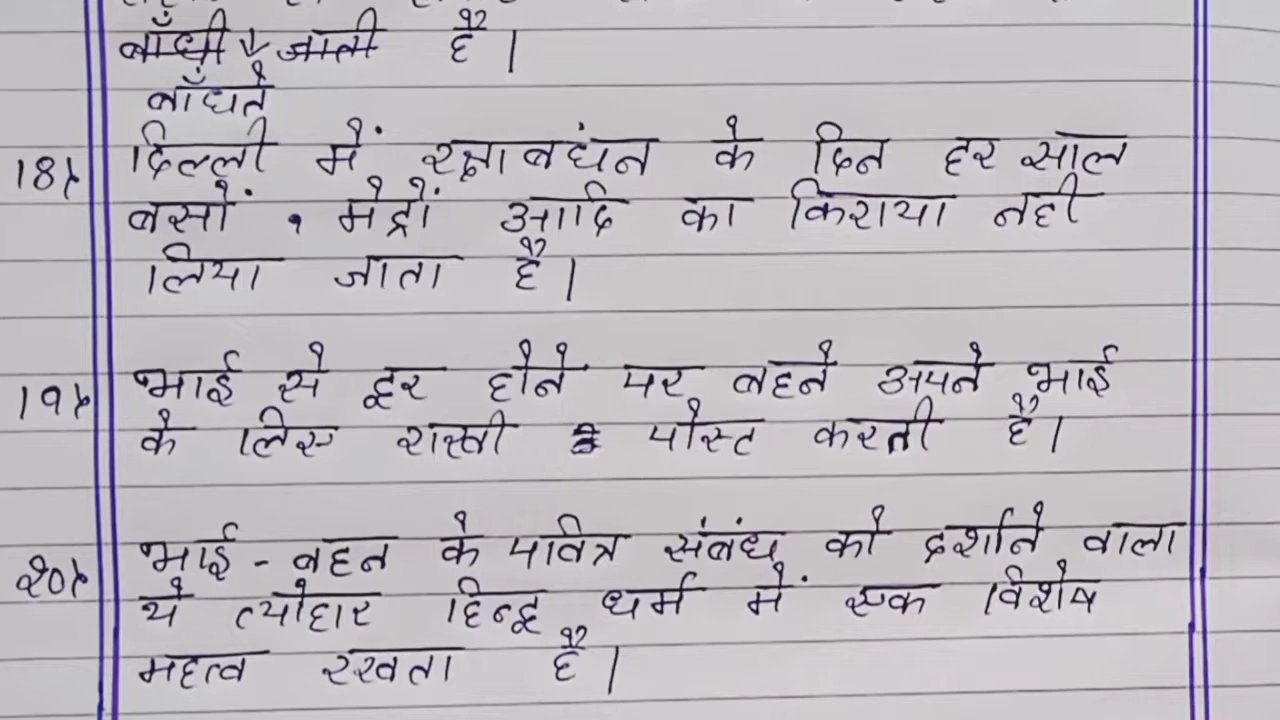 बाँधी जाती है।
बाँधते
18) दिल्ली में रक्षाबधंन के दिन हर साल
बसों , मेट्रों आदि का किराया नही
लिया जाता है।
19) भाई से दूर होने पर बहने अपने भाई
के लिए राखी पोस्ट करती है।
20) भाई - बहन के पवित्र संबंध को दर्शाने वाला
ये त्योहार हिन्दू धर्म में एक विशेष
महत्व रखता है।